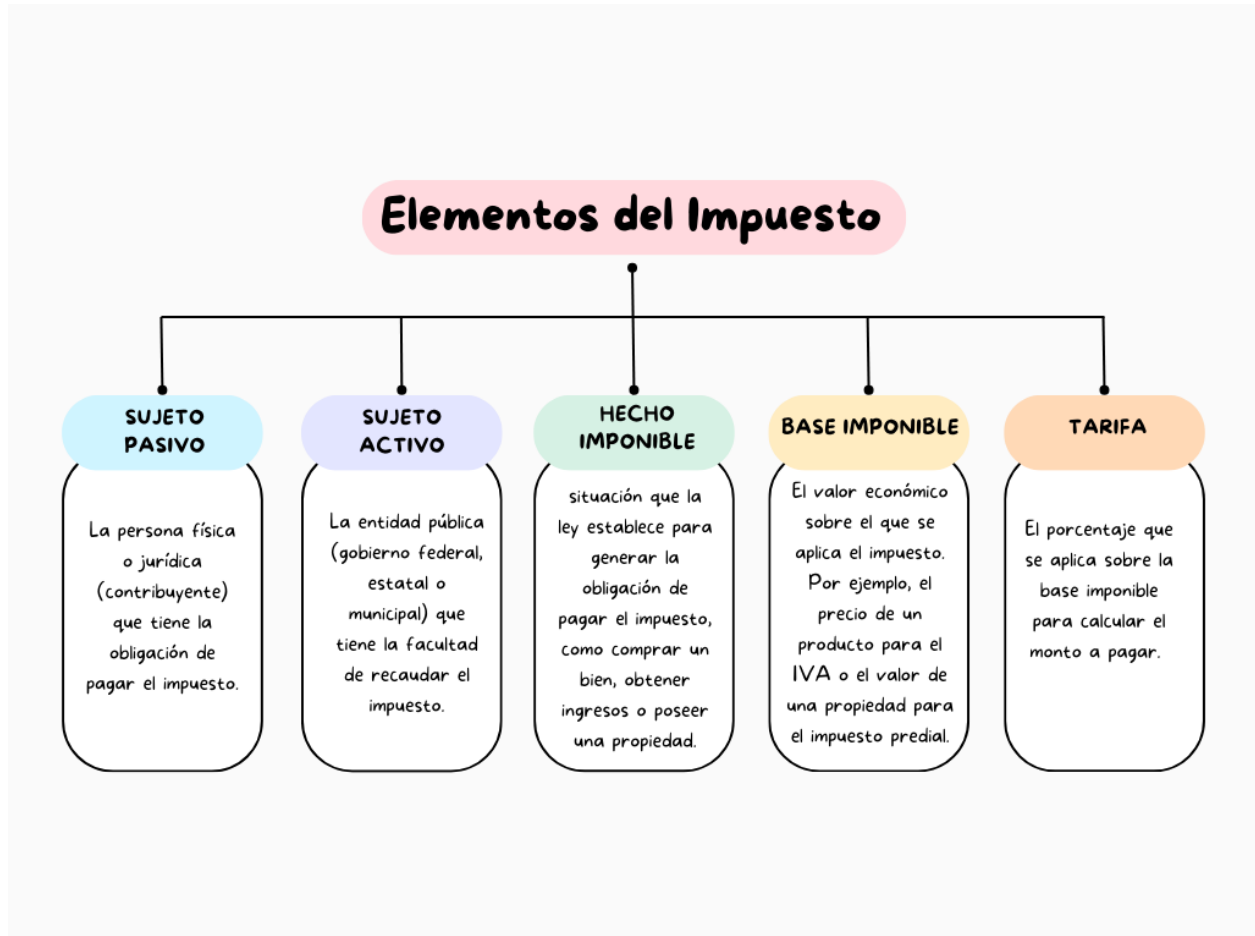 Elementos del Impuesto
SUJETO
PASIVO
La persona física
o jurídica
(contribuyente)
que tiene la
obligación de
pagar el impuesto.
SUJETO
ACTIVO
La entidad pública
(gobierno federal,
estatal o
municipal) que
tiene la facultad
de recaudar el
impuesto.
HECHO
IMPONIBLE
situación que la
ley establece para
generar la
obligación de
pagar el impuesto,
como comprar un
bien, obtener
ingresos o poseer
una propiedad.
BASE IMPONIBLE
El valor económico
sobre el que se
aplica el impuesto.
Por ejemplo, el
precio de un
producto para el
IVA o el valor de
una propiedad para
el impuesto predial.
TARIFA
El porcentaje que
se aplica sobre la
base imponible
para calcular el
monto a pagar.